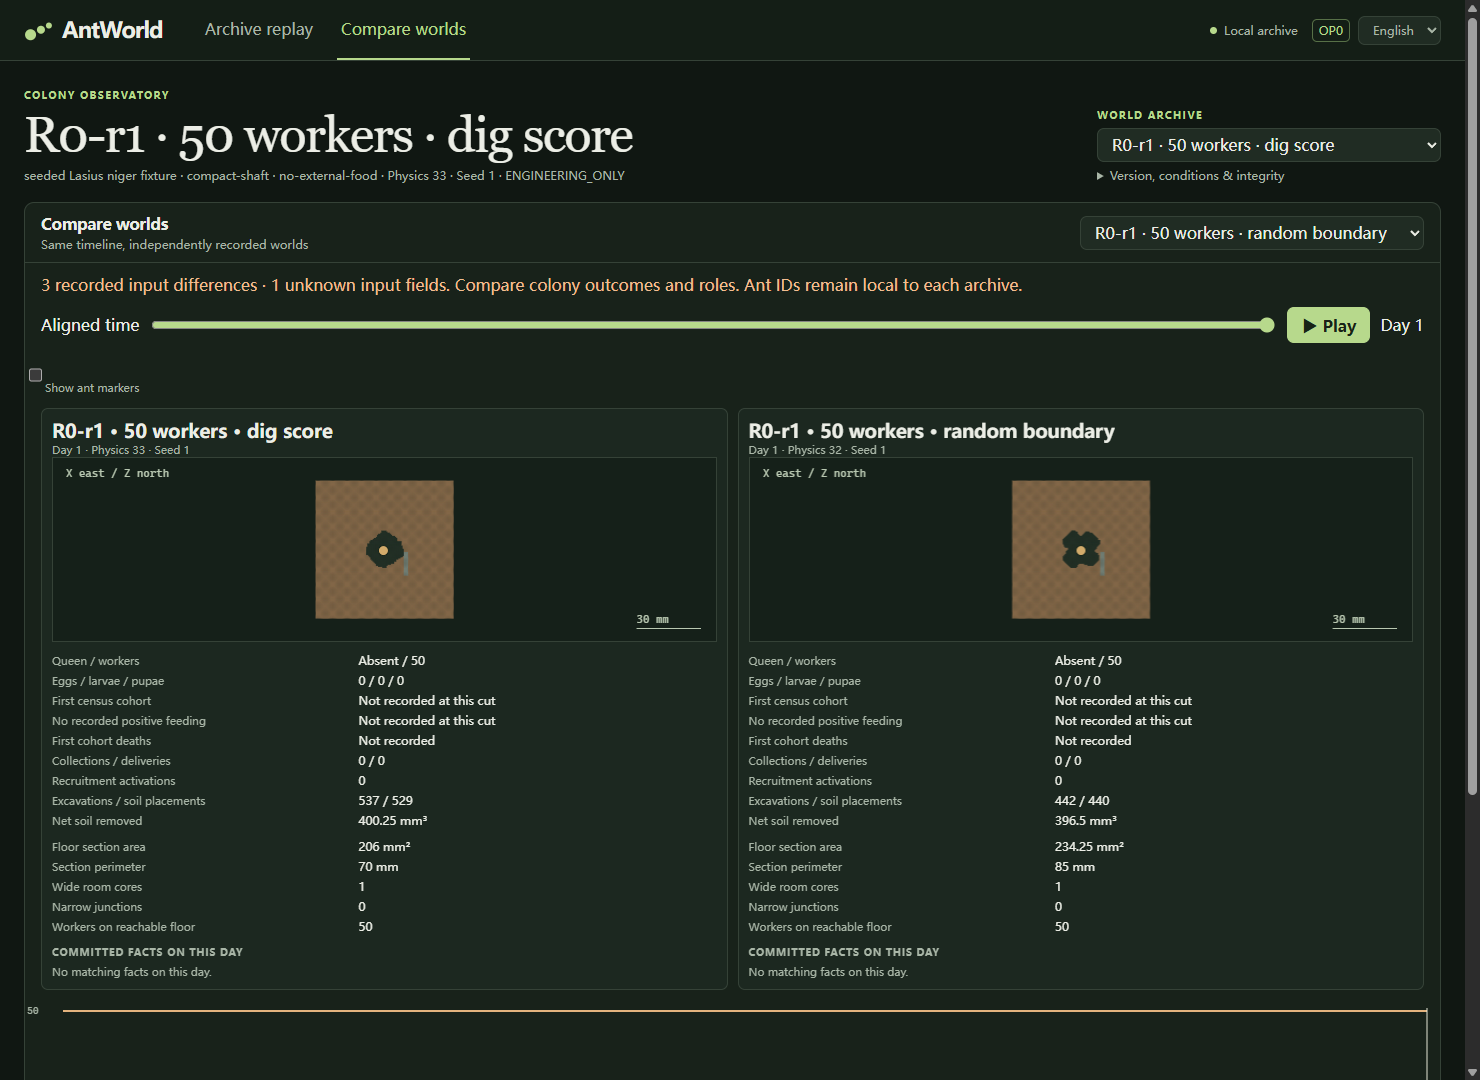 AntWorld
Archive replay
Compare worlds
Local archive
OP0
English
COLONY OBSERVATORY
R0-r1 · 50 workers · dig score
seeded Lasius niger fixture · compact-shaft · no-external-food · Physics 33 · Seed 1 · ENGINEERING_ONLY
WORLD ARCHIVE
R0-r1 · 50 workers · dig score
Version, conditions & integrity
Compare worlds
Same timeline, independently recorded worlds
R0-r1 · 50 workers · random boundary
3 recorded input differences · 1 unknown input fields. Compare colony outcomes and roles. Ant IDs remain local to each archive.
Aligned time
Play
Day 1
Show ant markers
R0-r1 • 50 workers • dig score
Day 1 · Physics 33 · Seed 1
X east / Z north
30 mm
Queen / workers Absent / 50
Eggs / larvae / pupae 0 / 0 / 0
First census cohort Not recorded at this cut
No recorded positive feeding Not recorded at this cut
First cohort deaths Not recorded
Collections / deliveries 0 / 0
Recruitment activations 0
Excavations / soil placements 537 / 529
Net soil removed 400.25 mm³
Floor section area 206 mm²
Section perimeter 70 mm
Wide room cores 1
Narrow junctions 0
Workers on reachable floor 50
COMMITTED FACTS ON THIS DAY
No matching facts on this day.
R0-r1 • 50 workers • random boundary
Day 1 · Physics 32 · Seed 1
X east / Z north
30 mm
Queen / workers Absent / 50
Eggs / larvae / pupae 0 / 0 / 0
First census cohort Not recorded at this cut
No recorded positive feeding Not recorded at this cut
First cohort deaths Not recorded
Collections / deliveries 0 / 0
Recruitment activations 0
Excavations / soil placements 442 / 440
Net soil removed 396.5 mm³
Floor section area 234.25 mm²
Section perimeter 85 mm
Wide room cores 1
Narrow junctions 0
Workers on reachable floor 50
COMMITTED FACTS ON THIS DAY
No matching facts on this day.
50